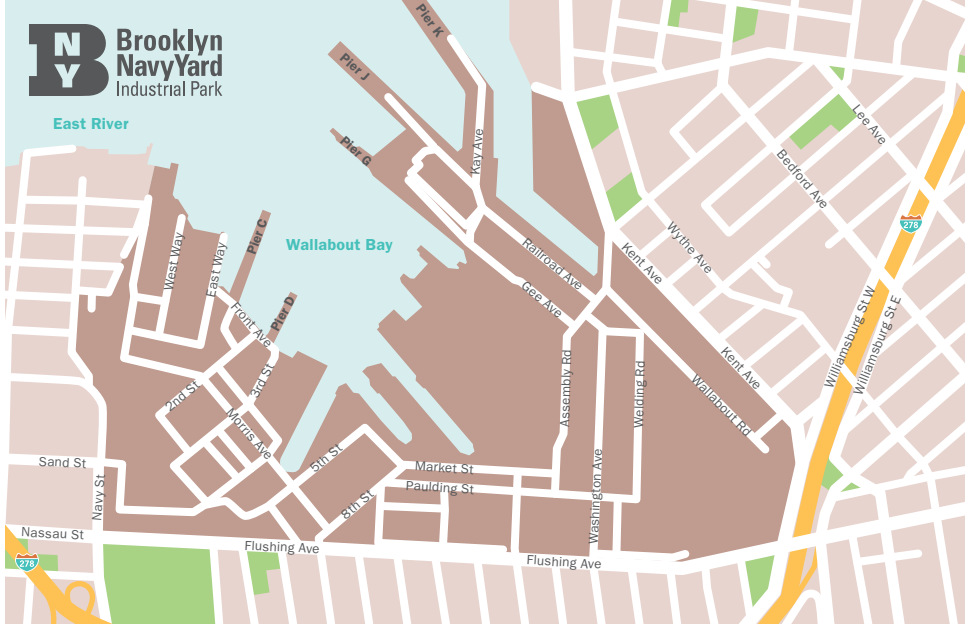 NY
Brooklyn
NavyYard
Industrial Park
East River
Pier K
Pier J
Pier G
Kay Ave
Lee Ave
Bedford Ave
Wallabout Bay
Pier C
West Way
East Way
Railroad Ave
Kent Ave
Wythe Ave
278
Gee Ave
Front Ave
Pier D
Williamsburg St W
Williamsburg St E
Kent Ave
3rd St
2nd St
Assembly Rd
Welding Rd
Wallabout Rd
Morris Ave
5th St
Market St
Sand St
Navy St
8th St
Paulding St
Washington Ave
Nassau St
Flushing Ave
Flushing Ave
278